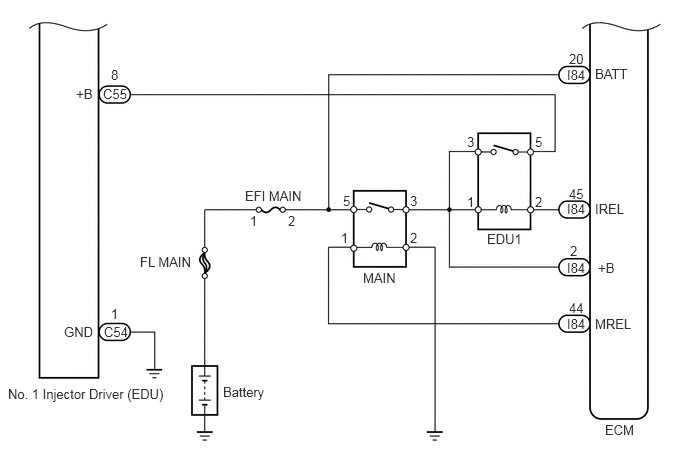 20
8
I84 BATT
+B C55
3 5
EFI MAIN
45
5 3 1 2
I84 IREL
1 2
EDU1
1 2
2
FL MAIN
I84 +B
MAIN
44
1
I84 MREL
GND C54
No. 1 Injector Driver (EDU)
Battery
ECM